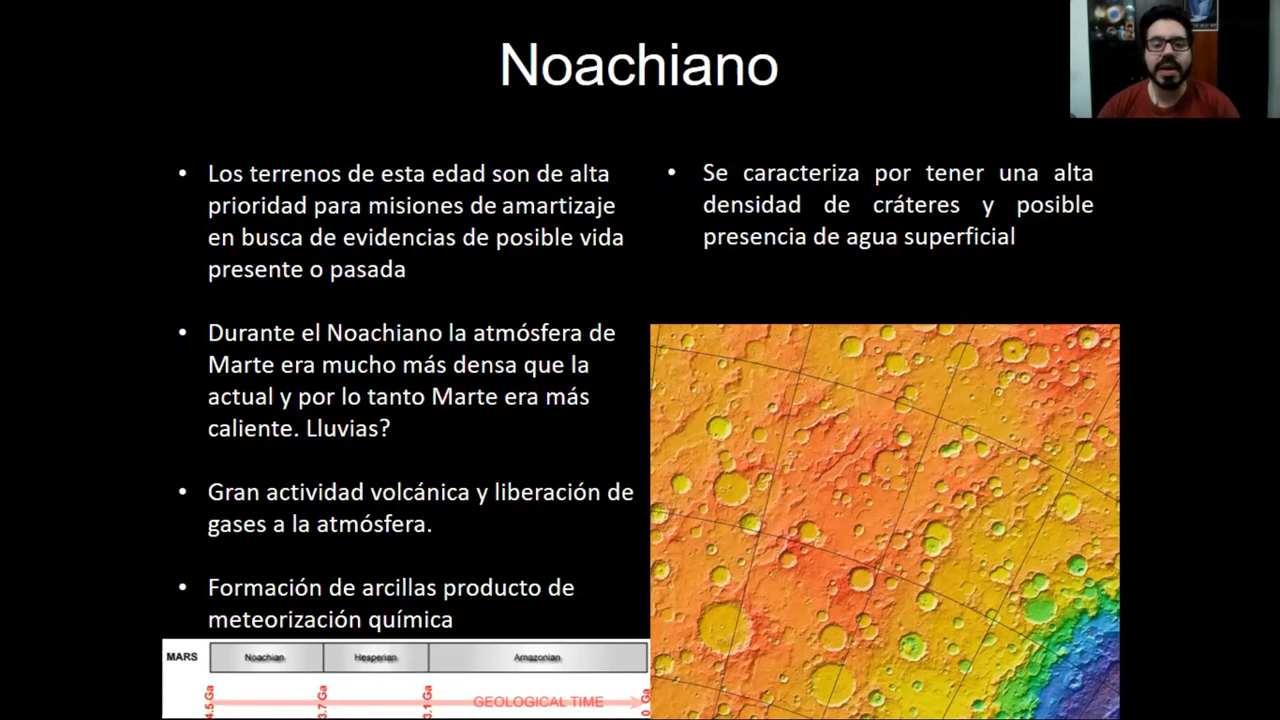 Noachiano
• Los terrenos de esta edad son de alta
prioridad para misiones de amartizaje
en busca de evidencias de posible vida
presente o pasada
• Durante el Noachiano la atmósfera de
Marte era mucho más densa que la
actual y por lo tanto Marte era más
caliente. Lluvias?
• Gran actividad volcánica y liberación de
gases a la atmósfera.
• Formación de arcillas producto de
meteorización química
• Se caracteriza por tener una alta
densidad de cráteres y posible
presencia de agua superficial
MARS Noachian Hesperian Amazonian
4.5 Ga 3.7 Ga 3.1 Ga GEOLOGICAL TIME 0 Ga